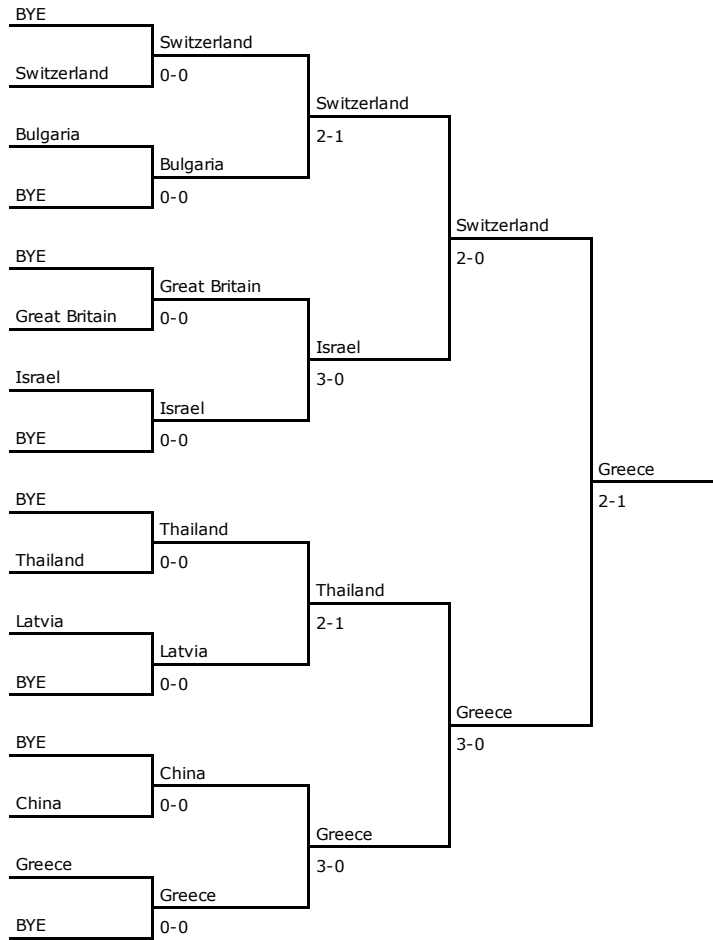 BYE
Switzerland
Switzerland
0-0
Switzerland
2-1
Bulgaria
Bulgaria
BYE
0-0
Switzerland
2-0
BYE
Great Britain
Great Britain
0-0
Israel
3-0
Israel
Israel
BYE
0-0
Greece
2-1
BYE
Thailand
Thailand
0-0
Thailand
2-1
Latvia
Latvia
BYE
0-0
Greece
3-0
BYE
China
China
0-0
Greece
3-0
Greece
Greece
BYE
0-0